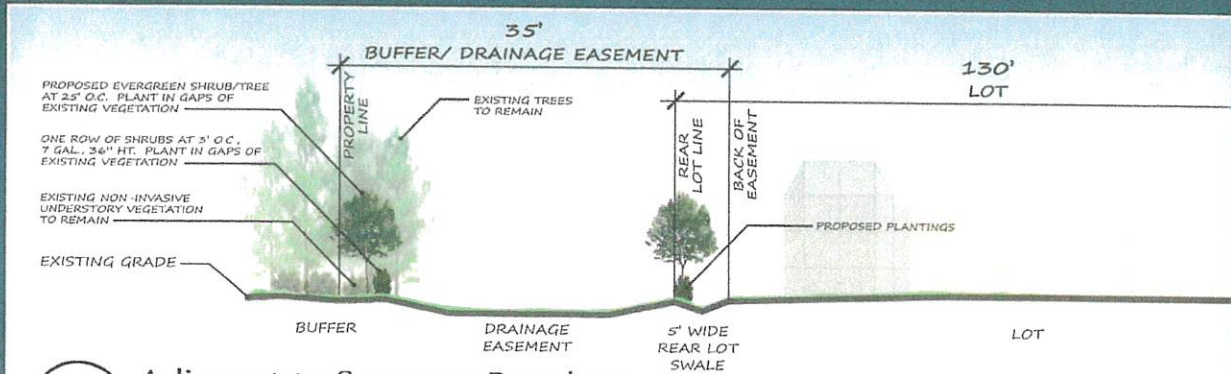 35'
BUFFER/ DRAINAGE EASEMENT
130'
LOT
PROPOSED EVERGREEN SHRUB/TREE
AT 25' O.C. PLANT IN GAPS OF
EXISTING VEGETATION
ONE ROW OF SHRUBS AT 3' O.C.,
7 GAL., 36" HT. PLANT IN GAPS OF
EXISTING VEGETATION
EXISTING NON-INVASIVE
UNDERSTORY VEGETATION
TO REMAIN
EXISTING GRADE
PROPERTY
LINE
EXISTING TREES
TO REMAIN
REAR
LOT LINE
BACK OF
EASEMENT
PROPOSED PLANTINGS
BUFFER
DRAINAGE
EASEMENT
5' WIDE
REAR LOT
SWALE
LOT